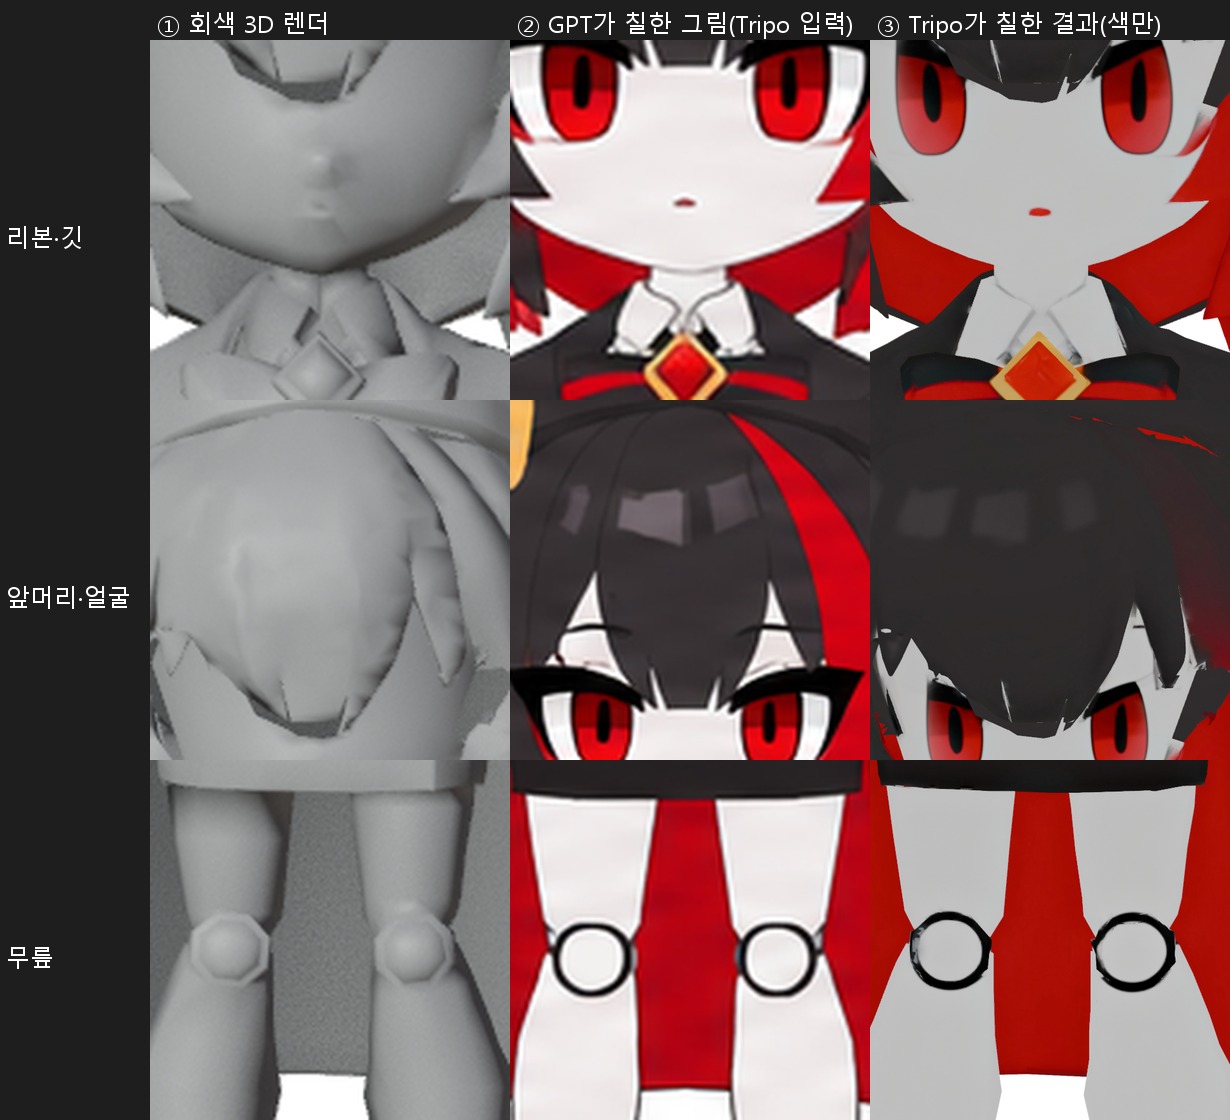 ① 회색 3D 렌더
② GPT가 칠한 그림(Tripo 입력)
③ Tripo가 칠한 결과(색만)
리본·깃
앞머리·얼굴
무릎